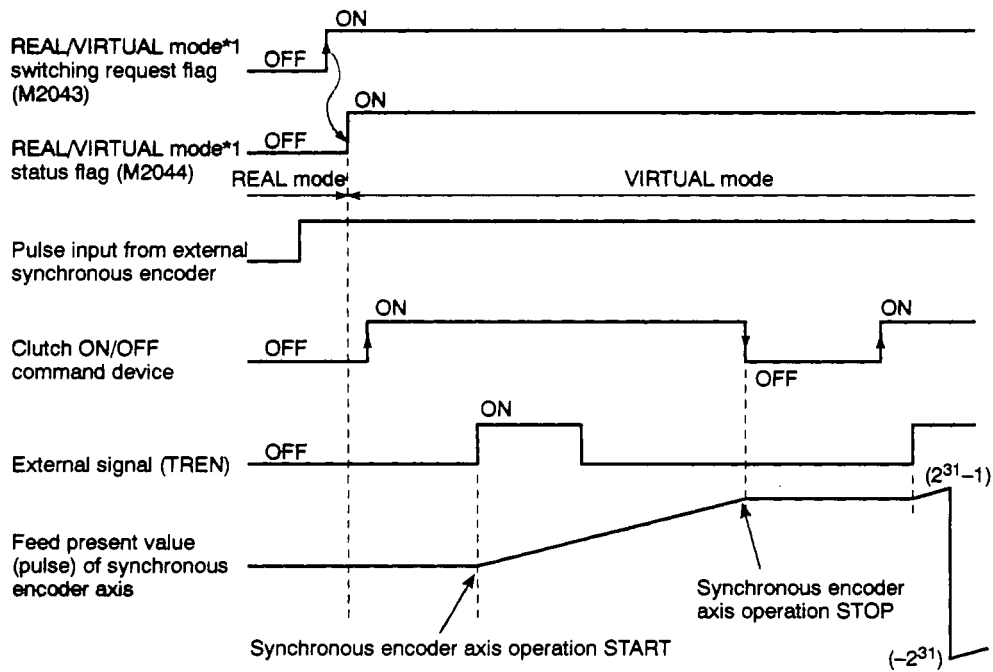 ON
REAL/VIRTUAL mode*1
switching request flag
(M2043)
OFF
ON
REAL/VIRTUAL mode*1
status flag (M2044)
OFF
REAL mode
VIRTUAL mode
Pulse input from external
synchronous encoder
ON
ON
Clutch ON/OFF
command device
OFF
OFF
ON
External signal (TREN)
OFF
(2³¹–1)
Feed present value
(pulse) of synchronous
encoder axis
Synchronous encoder
axis operation STOP
Synchronous encoder axis operation START
(–2³¹)